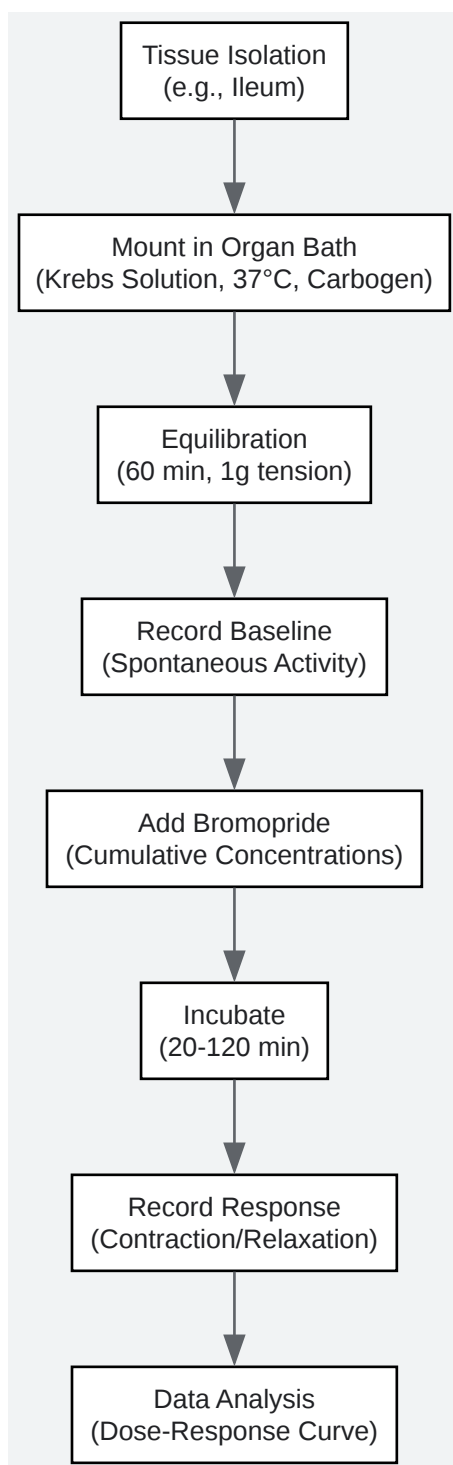 Tissue Isolation
(e.g., Ileum)
Mount in Organ Bath
(Krebs Solution, 37°C, Carbogen)
Equilibration
(60 min, 1g tension)
Record Baseline
(Spontaneous Activity)
Add Bromopride
(Cumulative Concentrations)
Incubate
(20-120 min)
Record Response
(Contraction/Relaxation)
Data Analysis
(Dose-Response Curve)